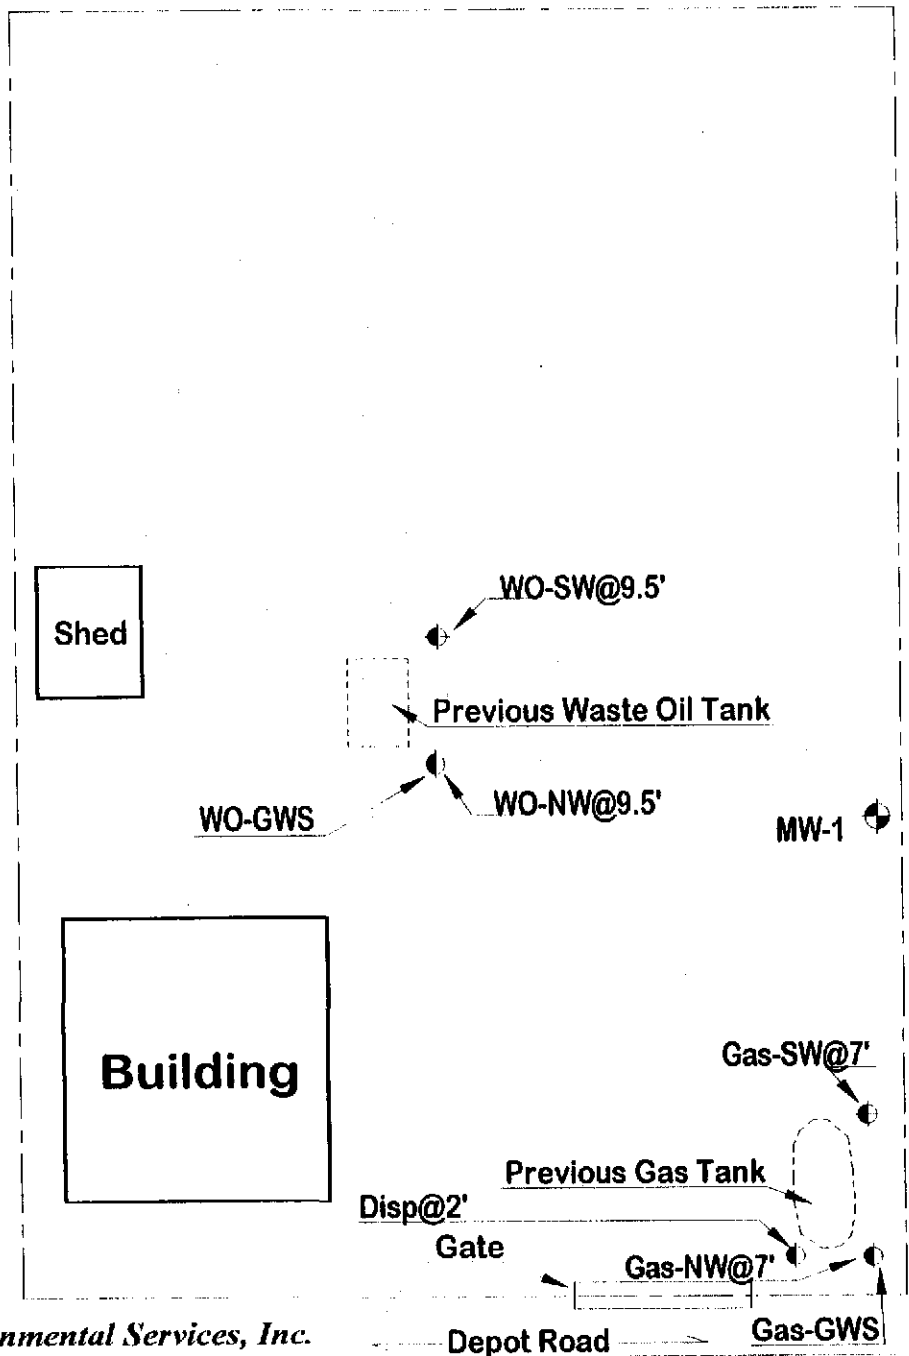 WO-SW@9.5'
Shed
Previous Waste Oil Tank
WO-NW@9.5'
WO-GWS
MW-1
Building
Gas-SW@7'
Previous Gas Tank
Disp@2'
Gate
Gas-NW@7'
Gas-GWS
nmental Services, Inc.
Depot Road